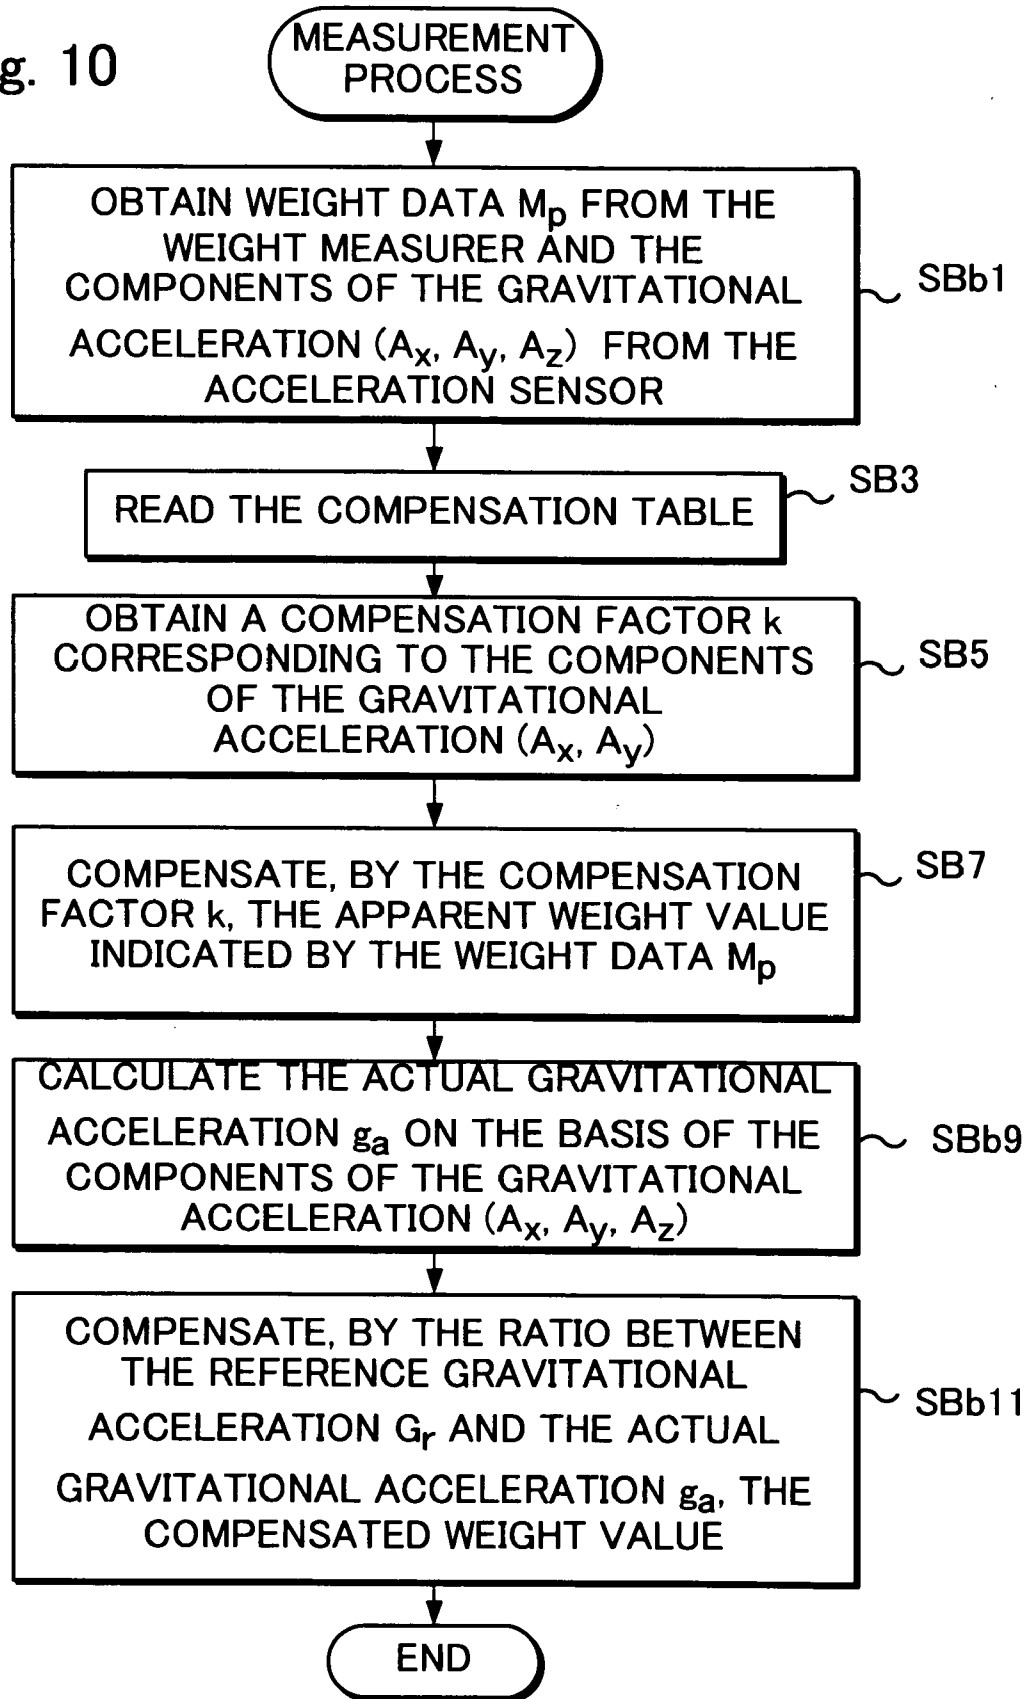 g. 10
MEASUREMENT
PROCESS
OBTAIN WEIGHT DATA Mp FROM THE
WEIGHT MEASURER AND THE
COMPONENTS OF THE GRAVITATIONAL
ACCELERATION (Ax, Ay, Az) FROM THE
ACCELERATION SENSOR
SBb1
READ THE COMPENSATION TABLE
SB3
OBTAIN A COMPENSATION FACTOR k
CORRESPONDING TO THE COMPONENTS
OF THE GRAVITATIONAL
ACCELERATION (Ax, Ay)
SB5
COMPENSATE, BY THE COMPENSATION
FACTOR k, THE APPARENT WEIGHT VALUE
INDICATED BY THE WEIGHT DATA Mp
SB7
CALCULATE THE ACTUAL GRAVITATIONAL
ACCELERATION ga ON THE BASIS OF THE
COMPONENTS OF THE GRAVITATIONAL
ACCELERATION (Ax, Ay, Az)
SBb9
COMPENSATE, BY THE RATIO BETWEEN
THE REFERENCE GRAVITATIONAL
ACCELERATION Gr AND THE ACTUAL
GRAVITATIONAL ACCELERATION ga, THE
COMPENSATED WEIGHT VALUE
SBb11
END